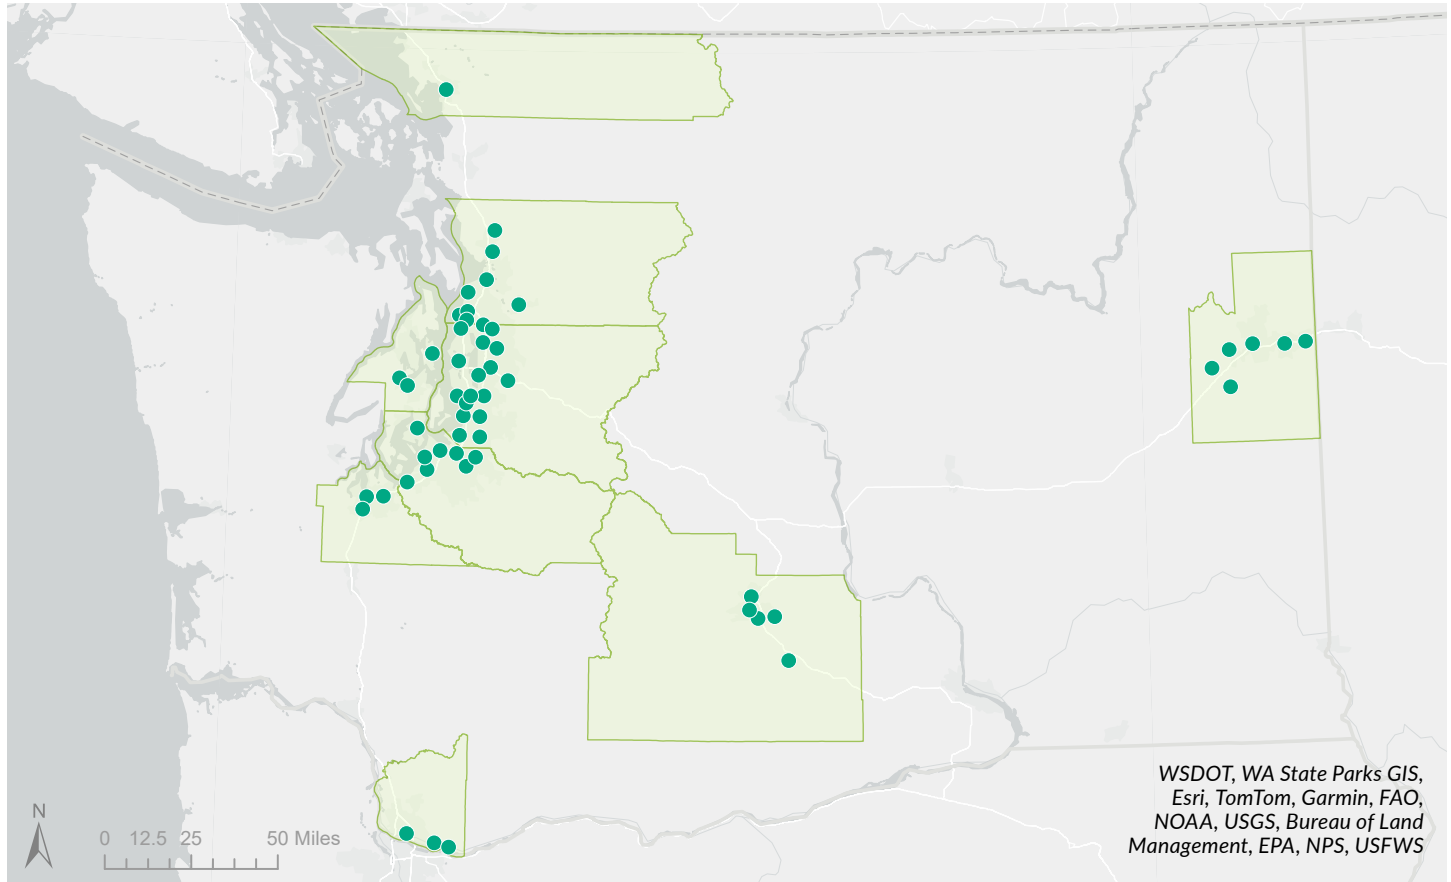 WSDOT, WA State Parks GIS,
Esri, TomTom, Garmin, FAO,
NOAA, USGS, Bureau of Land
Management, EPA, NPS, USFWS
N
0 12.5 25 50 Miles